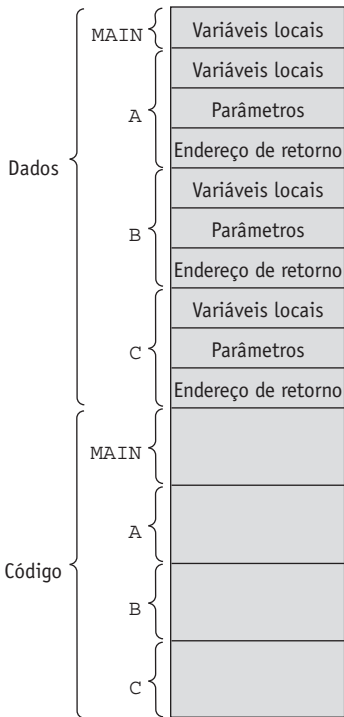 MAIN
Variáveis locais
Variáveis locais
A
Parâmetros
Endereço de retorno
Dados
Variáveis locais
B
Parâmetros
Endereço de retorno
Variáveis locais
C
Parâmetros
Endereço de retorno
MAIN
A
Código
B
C